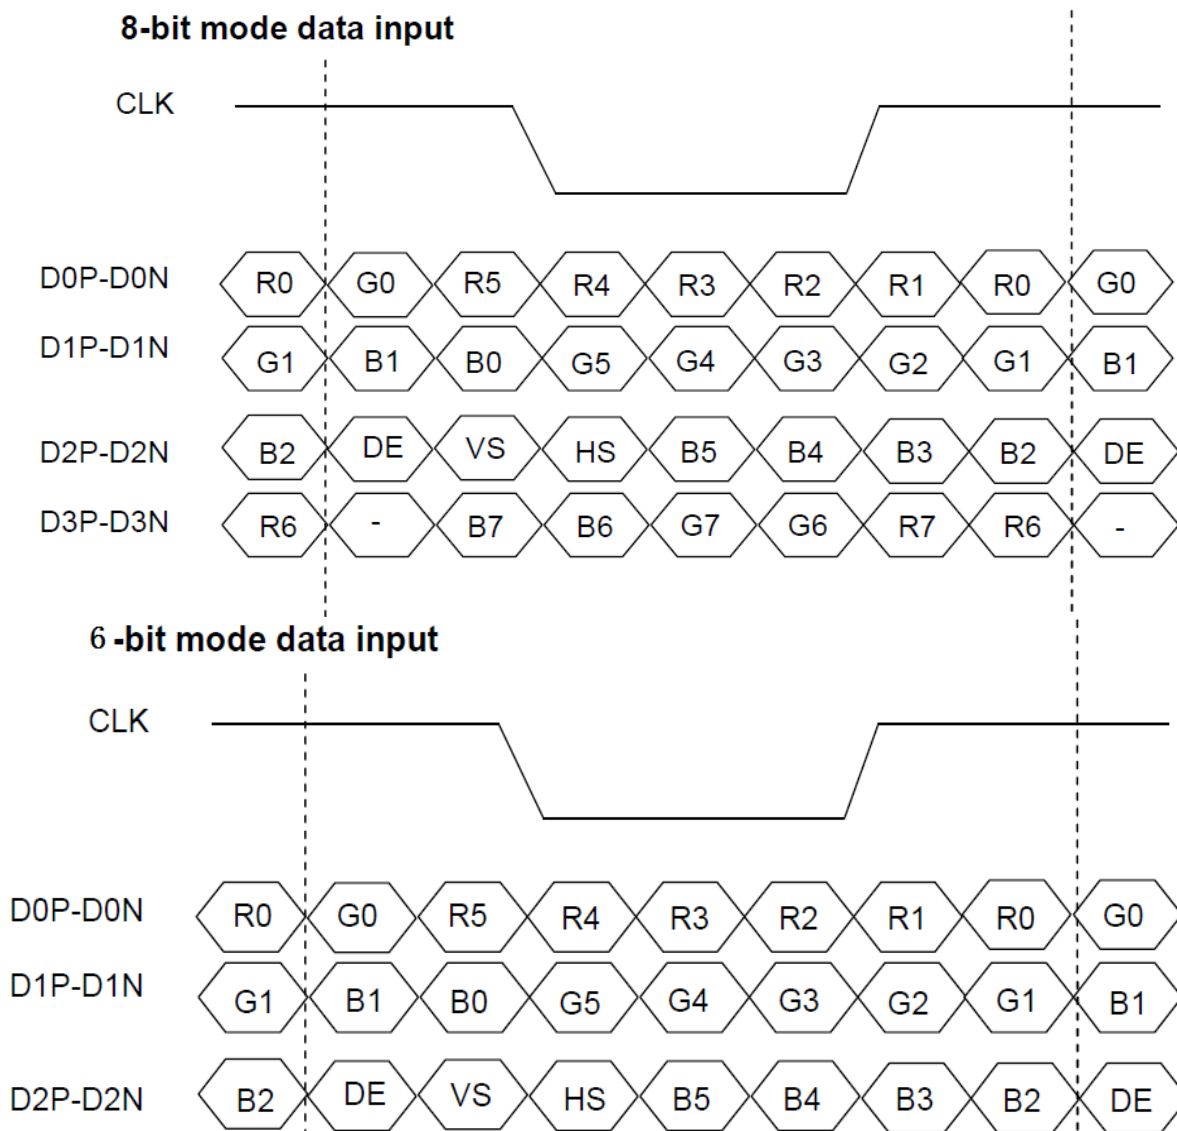 8-bit mode data input
CLK
D0P-D0N R0 G0 R5 R4 R3 R2 R1 R0 G0
D1P-D1N G1 B1 B0 G5 G4 G3 G2 G1 B1
D2P-D2N B2 DE VS HS B5 B4 B3 B2 DE
D3P-D3N R6 - B7 B6 G7 G6 R7 R6 -
6 -bit mode data input
CLK
D0P-D0N R0 G0 R5 R4 R3 R2 R1 R0 G0
D1P-D1N G1 B1 B0 G5 G4 G3 G2 G1 B1
D2P-D2N B2 DE VS HS B5 B4 B3 B2 DE